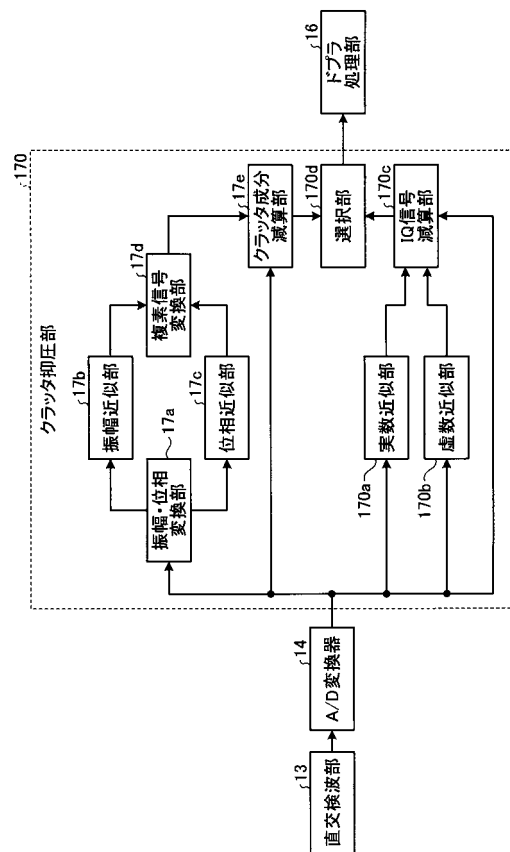 170
クラッタ抑圧部
13
直交検波部
14
A/D変換器
17a
振幅・位相
変換部
17b
振幅近似部
17c
位相近似部
17d
複素信号
変換部
17e
クラッタ成分
減算部
170a
実数近似部
170b
虚数近似部
170c
IQ信号
減算部
170d
選択部
16
ドプラ
処理部